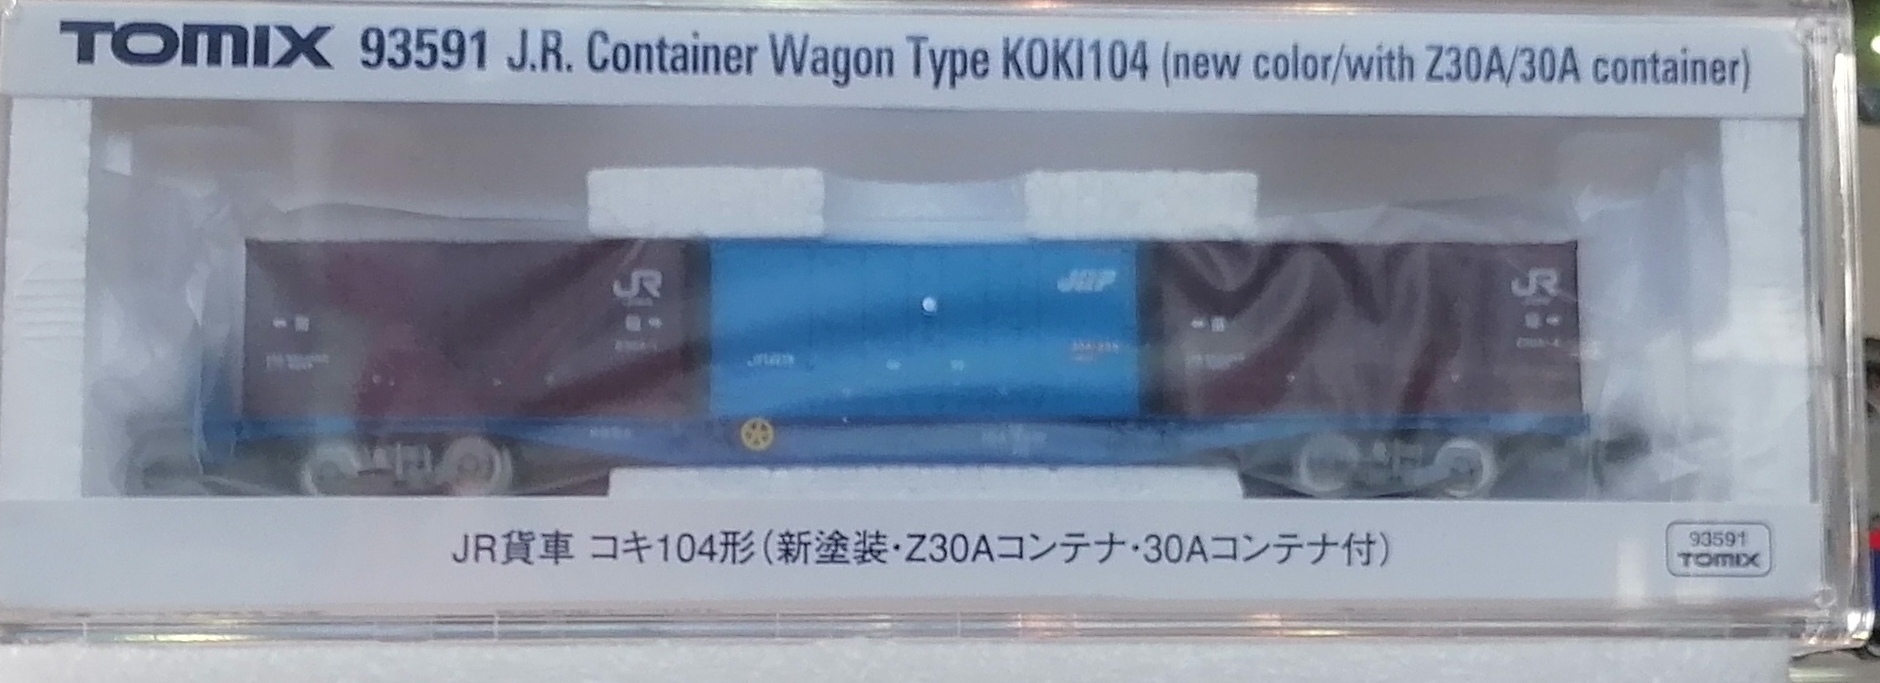 TOMIX 93591 J.R. Container Wagon Type KOKI104 (new color/with Z30A/30A container)
JR
JR
JR貨車 コキ104形(新塗装・Z30Aコンテナ・30Aコンテナ付)
93591
TOMIX